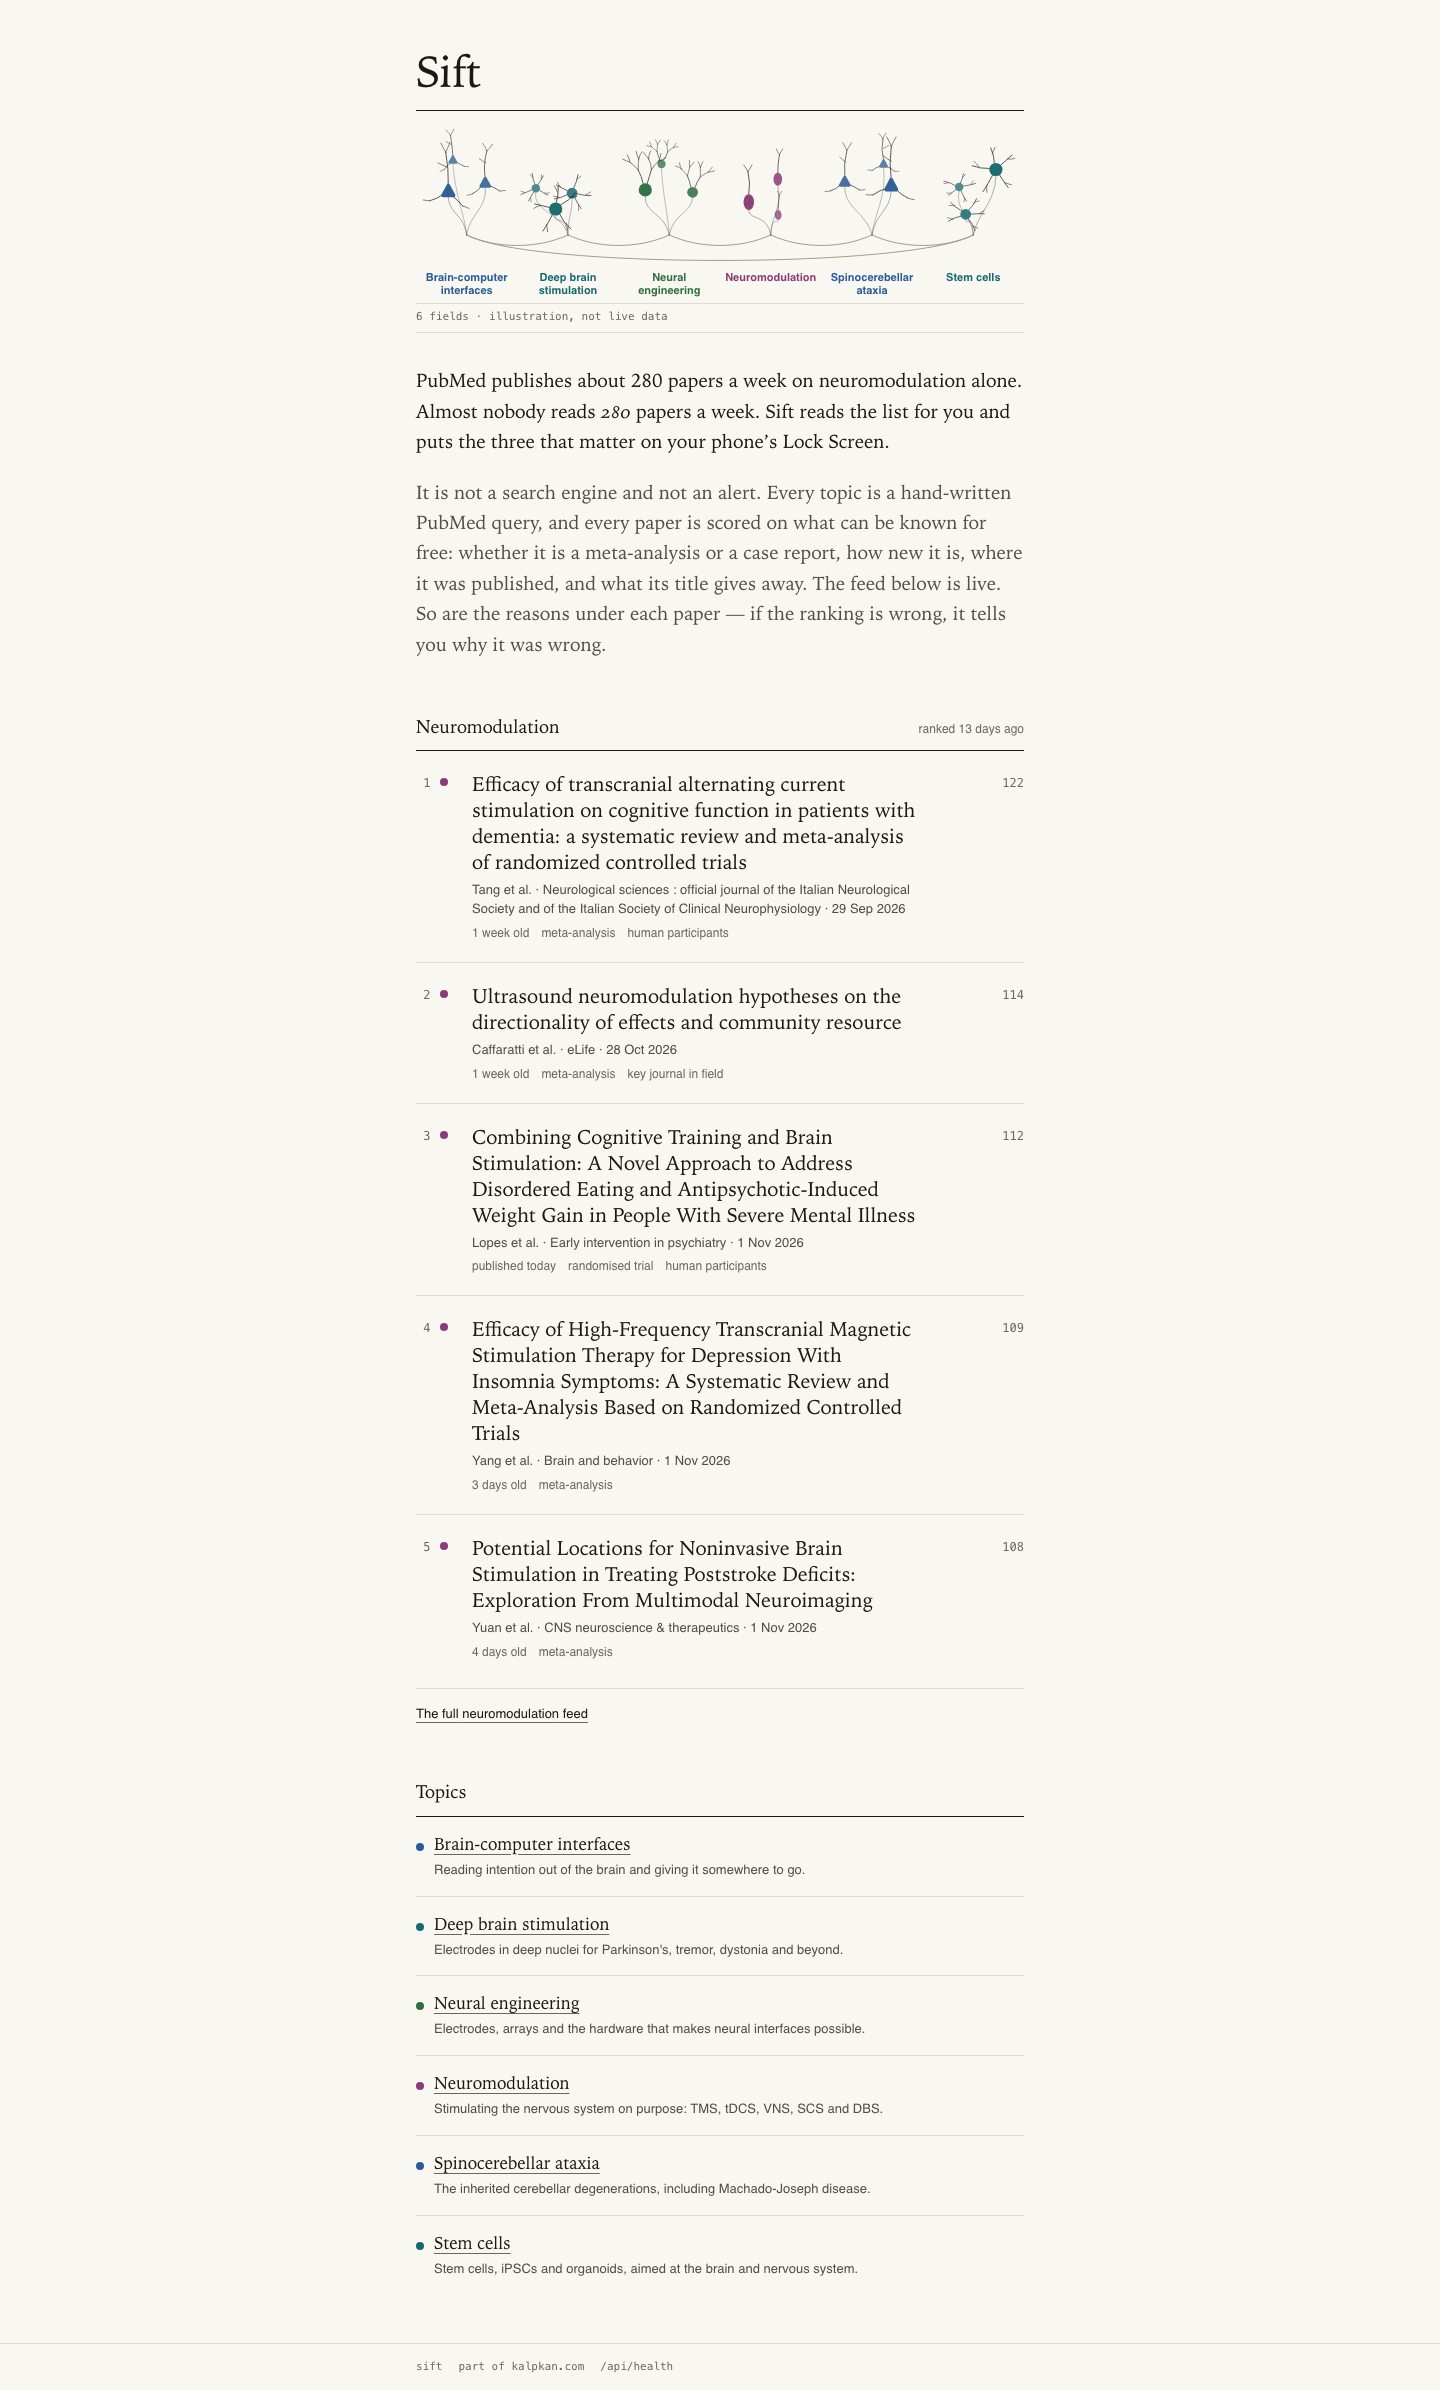 Sift
Brain-computer
interfaces
Deep brain
stimulation
Neural
engineering
Neuromodulation
Spinocerebellar
ataxia
Stem cells
6 fields · illustration, not live data
PubMed publishes about 280 papers a week on neuromodulation alone.
Almost nobody reads 280 papers a week. Sift reads the list for you and
puts the three that matter on your phone’s Lock Screen.
It is not a search engine and not an alert. Every topic is a hand-written
PubMed query, and every paper is scored on what can be known for
free: whether it is a meta-analysis or a case report, how new it is, where
it was published, and what its title gives away. The feed below is live.
So are the reasons under each paper — if the ranking is wrong, it tells
you why it was wrong.
Neuromodulation ranked 13 days ago
1 Efficacy of transcranial alternating current 122
stimulation on cognitive function in patients with
dementia: a systematic review and meta-analysis
of randomized controlled trials
Tang et al. · Neurological sciences : official journal of the Italian Neurological
Society and of the Italian Society of Clinical Neurophysiology · 29 Sep 2026
1 week old meta-analysis human participants
2 Ultrasound neuromodulation hypotheses on the 114
directionality of effects and community resource
Caffaratti et al. · eLife · 28 Oct 2026
1 week old meta-analysis key journal in field
3 Combining Cognitive Training and Brain 112
Stimulation: A Novel Approach to Address
Disordered Eating and Antipsychotic-Induced
Weight Gain in People With Severe Mental Illness
Lopes et al. · Early intervention in psychiatry · 1 Nov 2026
published today randomised trial human participants
4 Efficacy of High-Frequency Transcranial Magnetic 109
Stimulation Therapy for Depression With
Insomnia Symptoms: A Systematic Review and
Meta-Analysis Based on Randomized Controlled
Trials
Yang et al. · Brain and behavior · 1 Nov 2026
3 days old meta-analysis
5 Potential Locations for Noninvasive Brain 108
Stimulation in Treating Poststroke Deficits:
Exploration From Multimodal Neuroimaging
Yuan et al. · CNS neuroscience & therapeutics · 1 Nov 2026
4 days old meta-analysis
The full neuromodulation feed
Topics
Brain-computer interfaces
Reading intention out of the brain and giving it somewhere to go.
Deep brain stimulation
Electrodes in deep nuclei for Parkinson's, tremor, dystonia and beyond.
Neural engineering
Electrodes, arrays and the hardware that makes neural interfaces possible.
Neuromodulation
Stimulating the nervous system on purpose: TMS, tDCS, VNS, SCS and DBS.
Spinocerebellar ataxia
The inherited cerebellar degenerations, including Machado-Joseph disease.
Stem cells
Stem cells, iPSCs and organoids, aimed at the brain and nervous system.
sift part of kalpkan.com /api/health